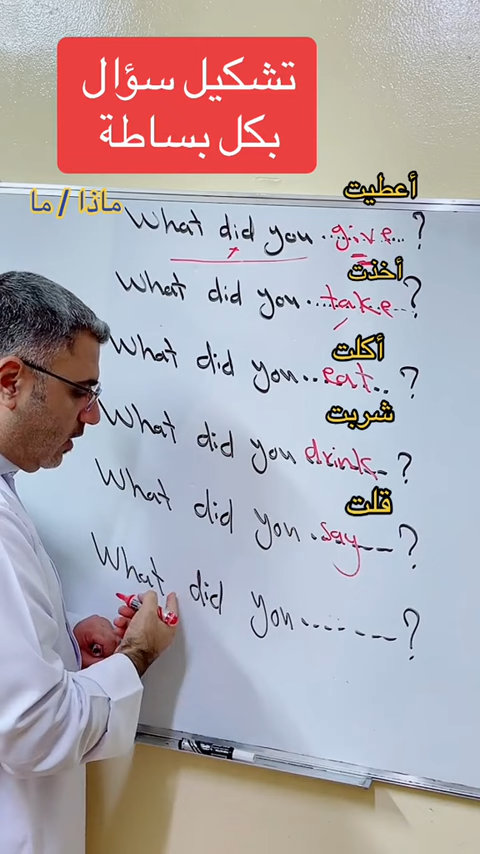 تشكيل سؤال
بكل بساطة
أعطيت
ماذا / ما
What did you ..give...?
أخذت
What did you ...take--?
أكلت
What did you ..eat..?
شربت
What did you drink-?
قلت
What did you .say---?
What did you -------?